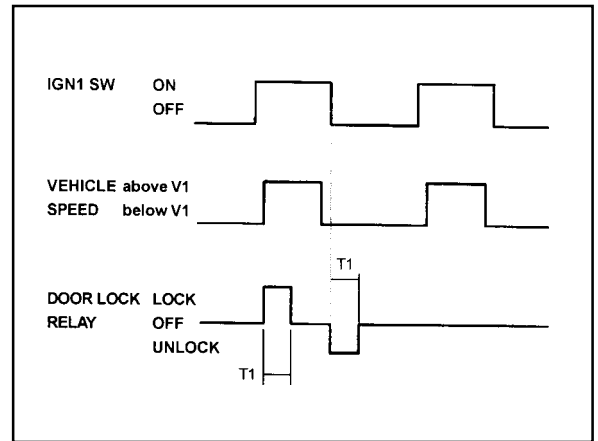 IGN1 SW ON
OFF
VEHICLE above V1
SPEED below V1
T1
DOOR LOCK LOCK
RELAY OFF
UNLOCK
T1